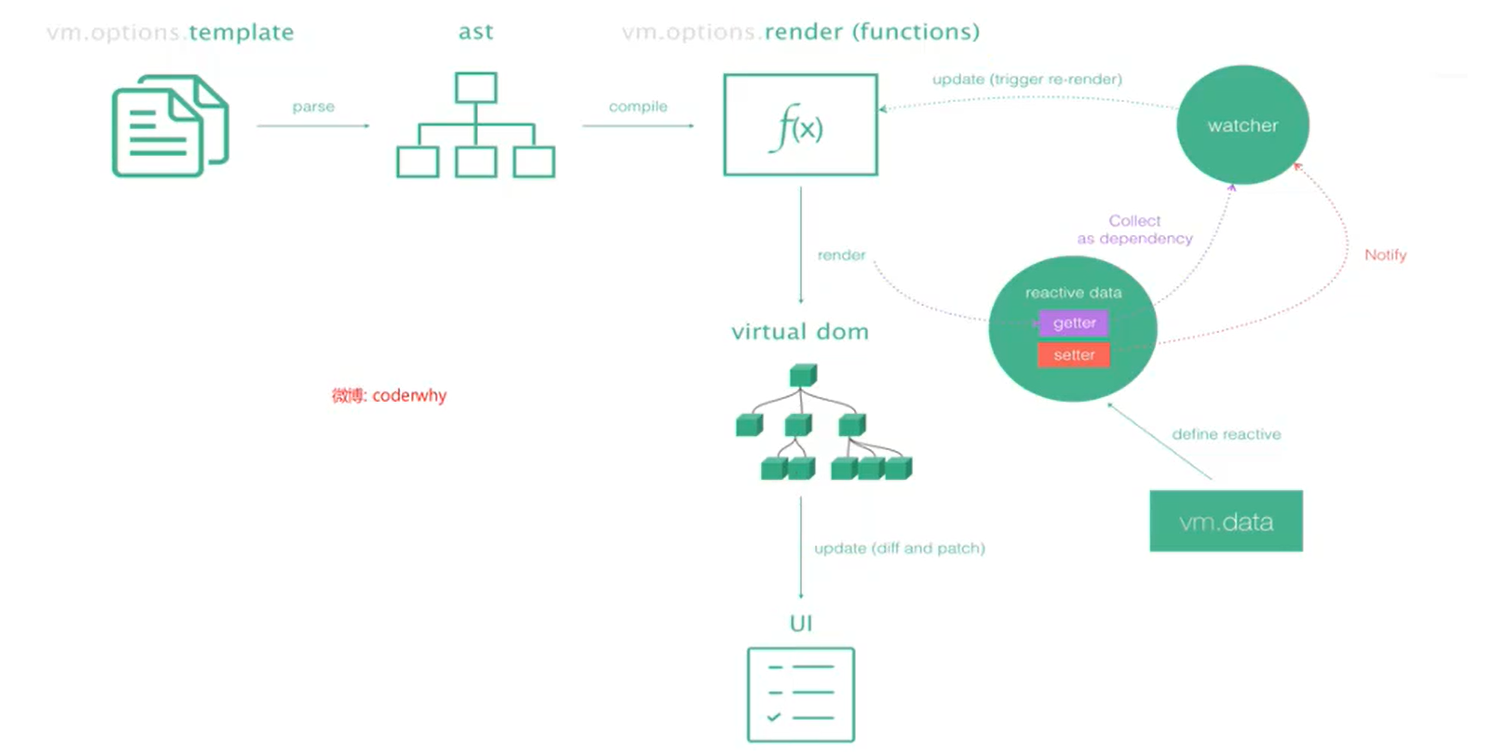 vm.options.template
ast
vm.options.render (functions)
parse
compile
f(x)
update (trigger re-render)
watcher
Collect
as dependency
render
Notify
reactive data
getter
setter
virtual dom
微博: coderwhy
define reactive
vm.data
update (diff and patch)
UI